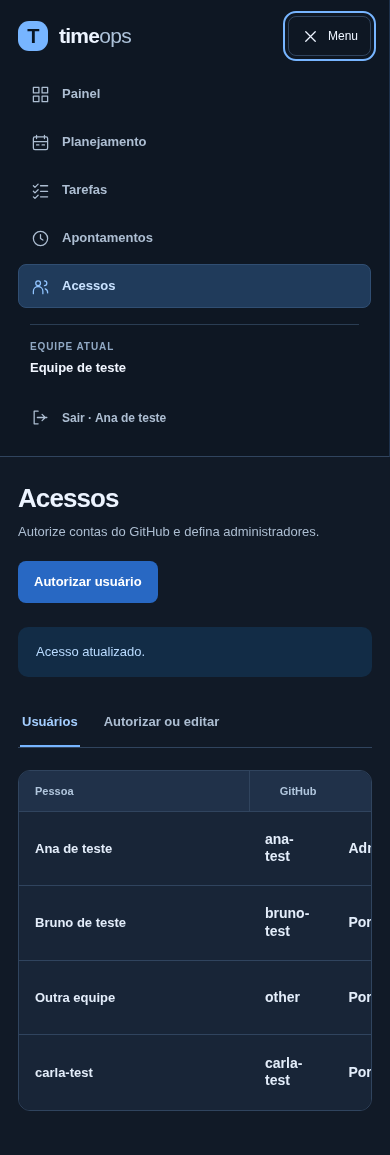 T timeops
Menu
Painel
Planejamento
Tarefas
Apontamentos
Acessos
EQUIPE ATUAL
Equipe de teste
Sair · Ana de teste
Acessos
Autorize contas do GitHub e defina administradores.
Autorizar usuário
Acesso atualizado.
Usuários Autorizar ou editar
Pessoa GitHub
Ana de teste ana-
test
Bruno de teste bruno-
test
Outra equipe other
carla-test carla-
test